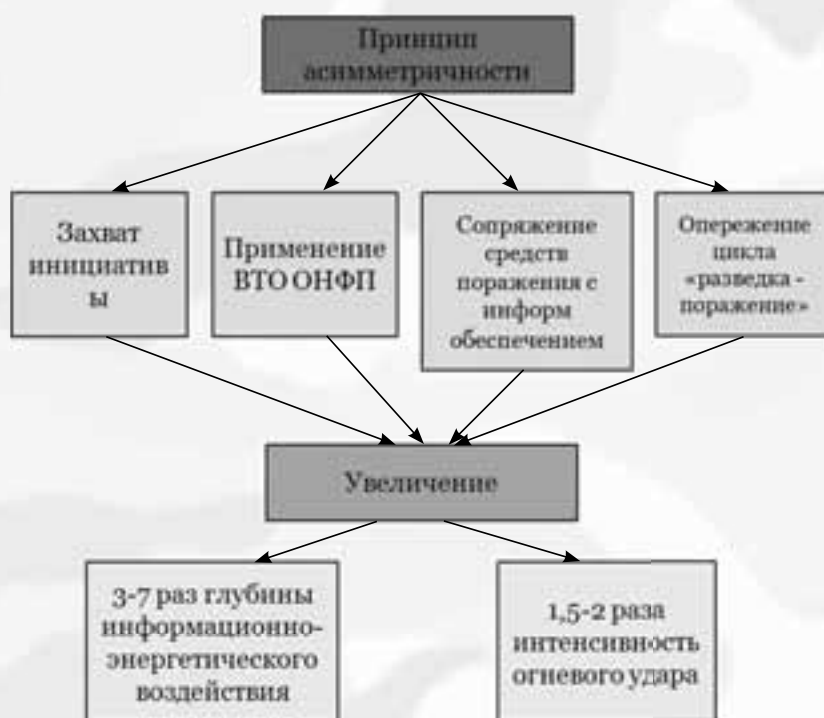 Принцип
асимметричности
Захват
инициатив
ы
Применение
ВТО ОНФП
Сопряжение
средств
поражения с
информ
обеспечением
Опережение
цикла
«разведка -
поражение»
Увеличение
3-7 раз глубины
информационно-
энергетического
воздействия
1,5-2 раза
интенсивность
огневого удара